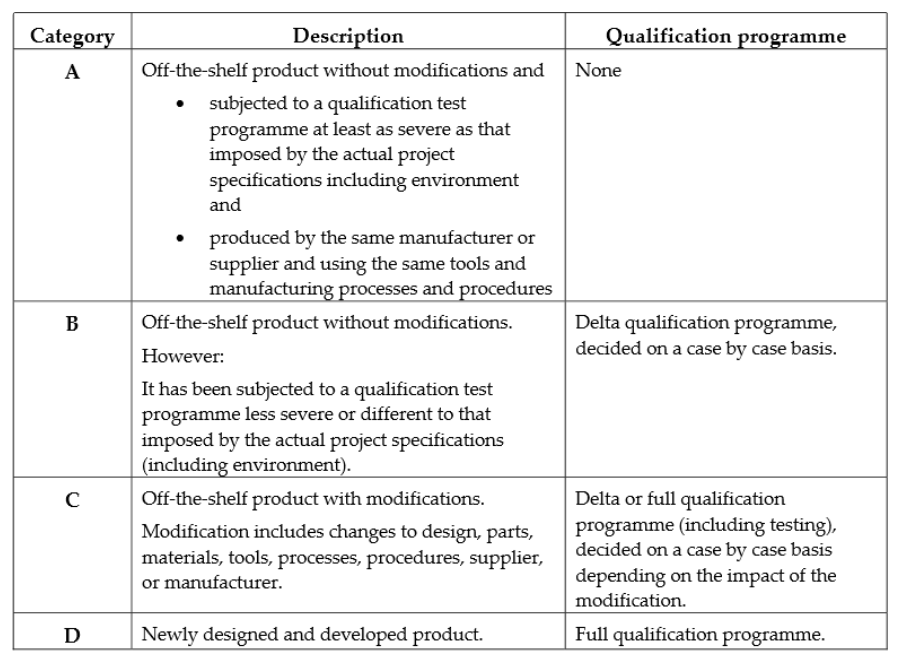 Category Description Qualification programme
A Off-the-shelf product without modifications and None
• subjected to a qualification test
programme at least as severe as that
imposed by the actual project
specifications including environment
and
• produced by the same manufacturer or
supplier and using the same tools and
manufacturing processes and procedures
B Off-the-shelf product without modifications. Delta qualification programme,
However: decided on a case by case basis.
It has been subjected to a qualification test
programme less severe or different to that
imposed by the actual project specifications
(including environment).
C Off-the-shelf product with modifications. Delta or full qualification
Modification includes changes to design, parts, programme (including testing),
materials, tools, processes, procedures, supplier, decided on a case by case basis
or manufacturer. depending on the impact of the
modification.
D Newly designed and developed product. Full qualification programme.